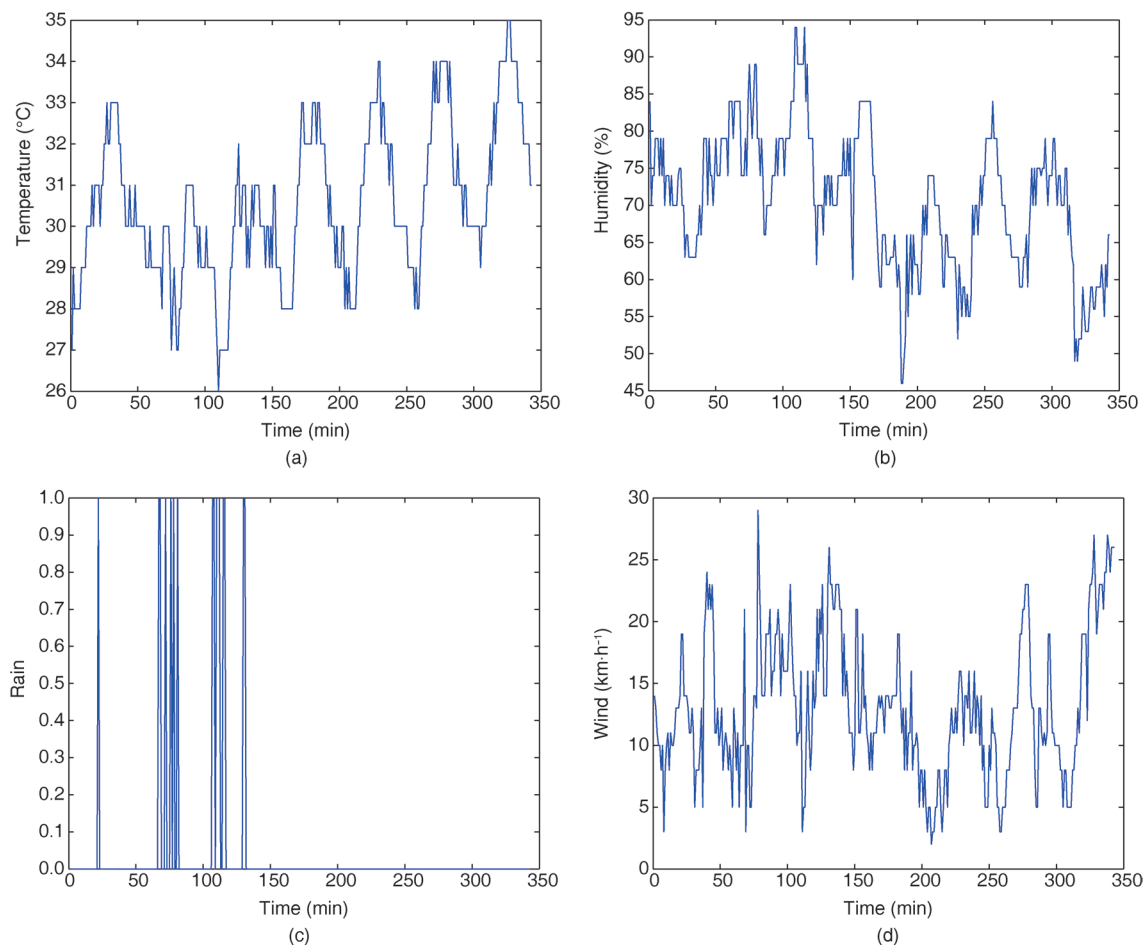 35
34
33
32
31
30
29
28
27
26
Temperature (°C)
0 50 100 150 200 250 300 350
Time (min)
(a)
95
90
85
80
75
70
65
60
55
50
45
Humidity (%)
0 50 100 150 200 250 300 350
Time (min)
(b)
1.0
0.9
0.8
0.7
0.6
0.5
0.4
0.3
0.2
0.1
0.0
Rain
0 50 100 150 200 250 300 350
Time (min)
(c)
30
25
20
15
10
5
0
Wind (km·h⁻¹)
0 50 100 150 200 250 300 350
Time (min)
(d)